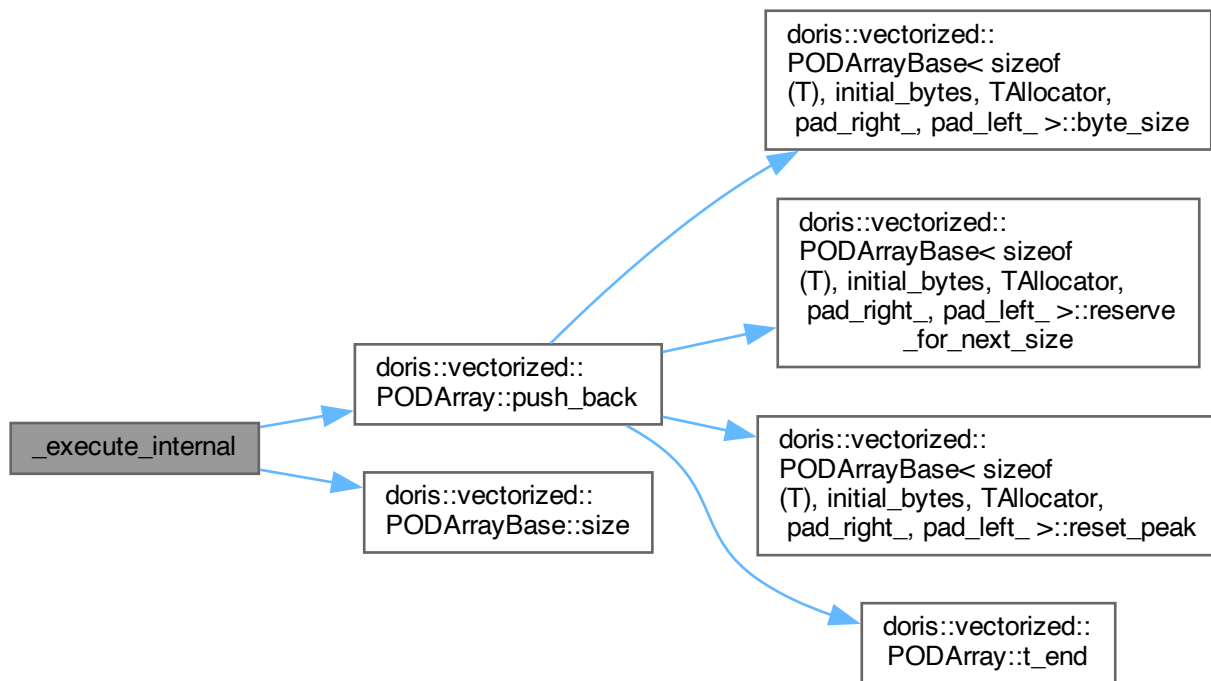 doris::vectorized::
PODArrayBase< sizeof
(T), initial_bytes, TAllocator,
pad_right_, pad_left_ >::byte_size
doris::vectorized::
PODArrayBase< sizeof
(T), initial_bytes, TAllocator,
pad_right_, pad_left_ >::reserve
_for_next_size
doris::vectorized::
PODArray::push_back
_execute_internal
doris::vectorized::
PODArrayBase< sizeof
(T), initial_bytes, TAllocator,
pad_right_, pad_left_ >::reset_peak
doris::vectorized::
PODArrayBase::size
doris::vectorized::
PODArray::t_end